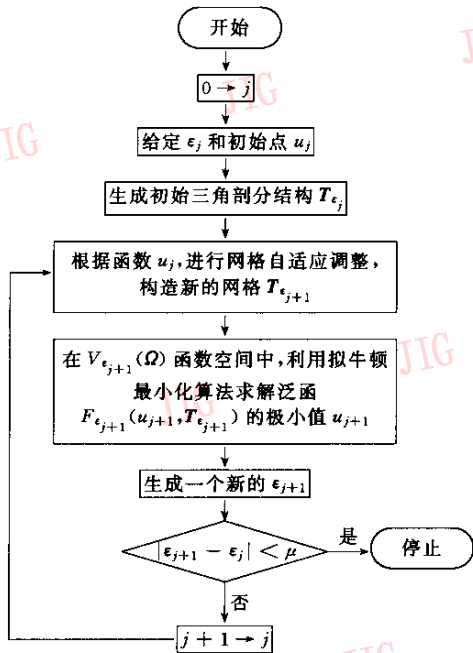 开始
0 → j
给定 ε_j 和初始点 u_j
生成初始三角剖分结构 T_{ε_j}
根据函数 u_j,进行网格自适应调整,
构造新的网格 T_{ε_{j+1}}
在 V_{ε_{j+1}}(Ω) 函数空间中,利用拟牛顿
最小化算法求解泛函
F_{ε_{j+1}}(u_{j+1},T_{ε_{j+1}}) 的极小值 u_{j+1}
生成一个新的 ε_{j+1}
|ε_{j+1} − ε_j| < μ
是
停止
否
j + 1 → j
JIG
JIG
JIG
JIG
JIG